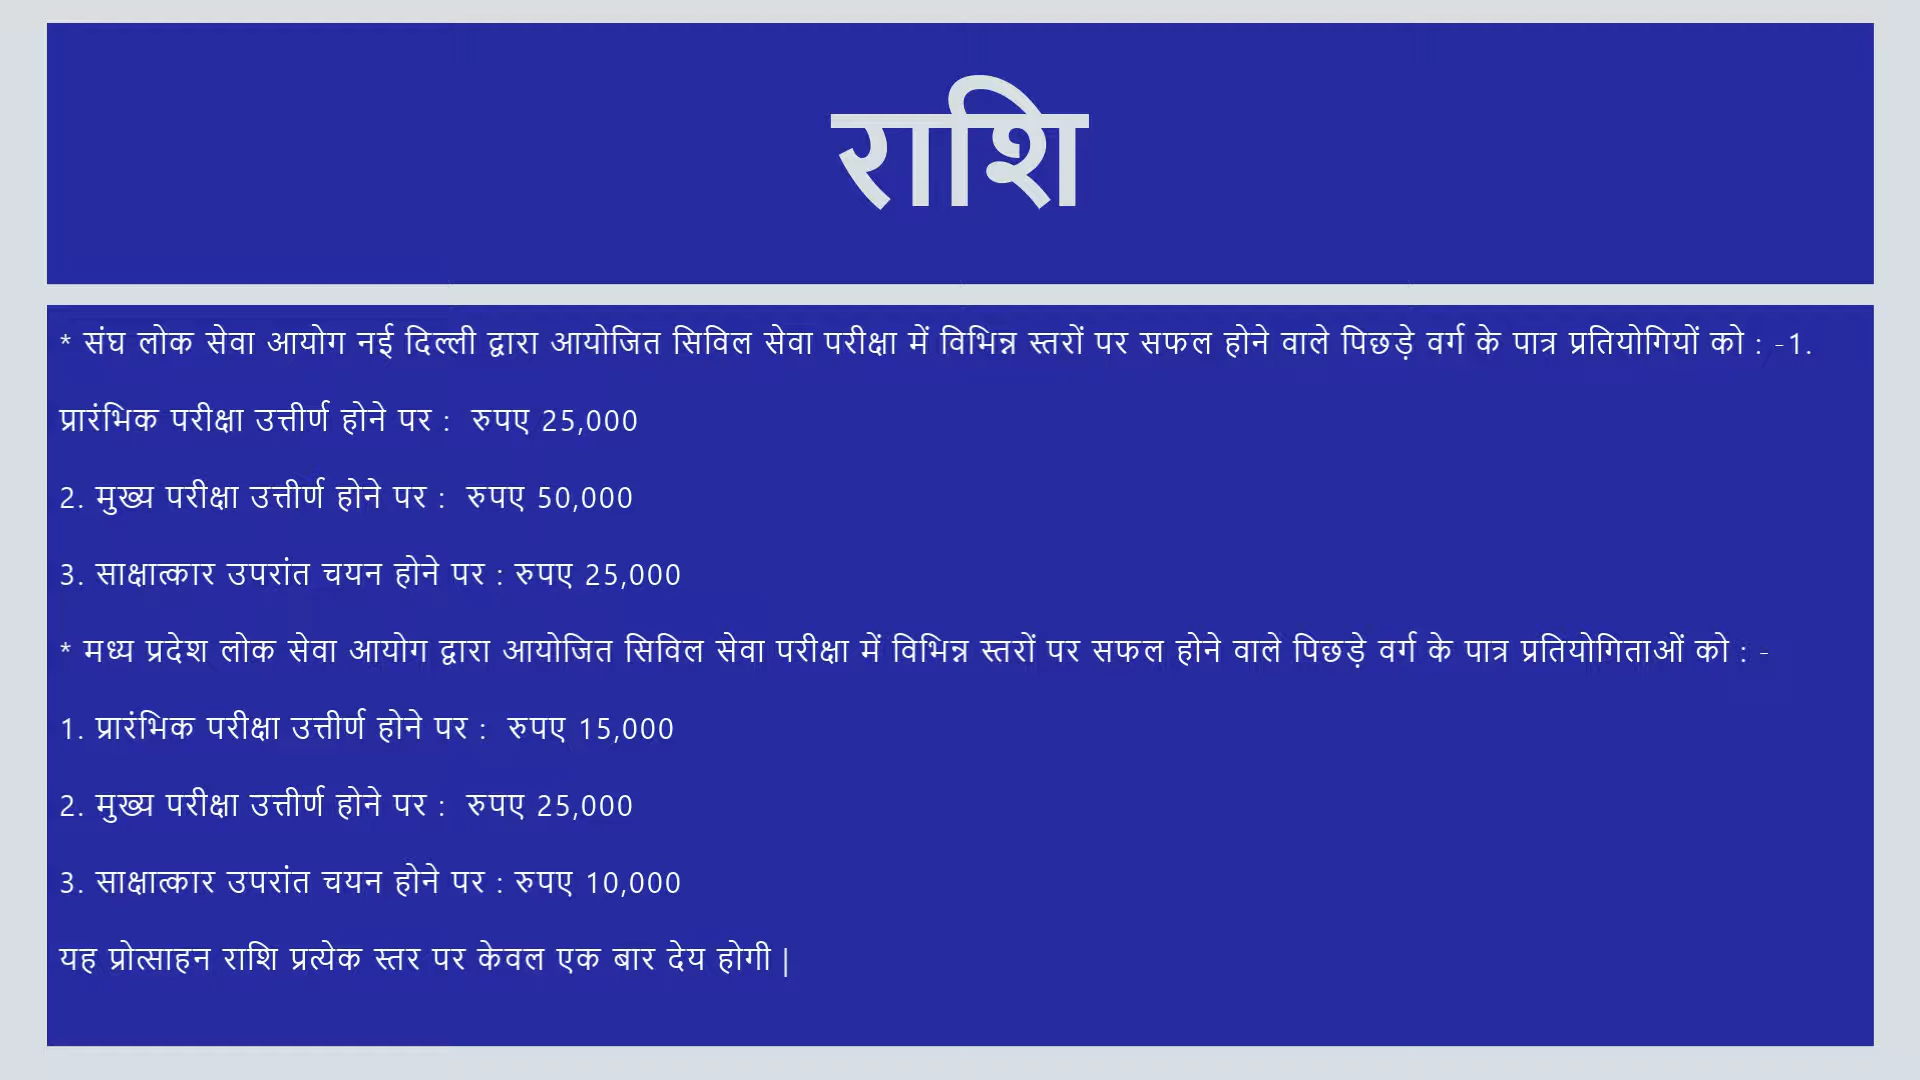 राशि
* संघ लोक सेवा आयोग नई दिल्ली द्वारा आयोजित सिविल सेवा परीक्षा में विभिन्न स्तरों पर सफल होने वाले पिछड़े वर्ग के पात्र प्रतियोगियों को : -1.
प्रारंभिक परीक्षा उत्तीर्ण होने पर :  रुपए 25,000
2. मुख्य परीक्षा उत्तीर्ण होने पर :  रुपए 50,000
3. साक्षात्कार उपरांत चयन होने पर : रुपए 25,000
* मध्य प्रदेश लोक सेवा आयोग द्वारा आयोजित सिविल सेवा परीक्षा में विभिन्न स्तरों पर सफल होने वाले पिछड़े वर्ग के पात्र प्रतियोगिताओं को : -
1. प्रारंभिक परीक्षा उत्तीर्ण होने पर :  रुपए 15,000
2. मुख्य परीक्षा उत्तीर्ण होने पर :  रुपए 25,000
3. साक्षात्कार उपरांत चयन होने पर : रुपए 10,000
यह प्रोत्साहन राशि प्रत्येक स्तर पर केवल एक बार देय होगी |